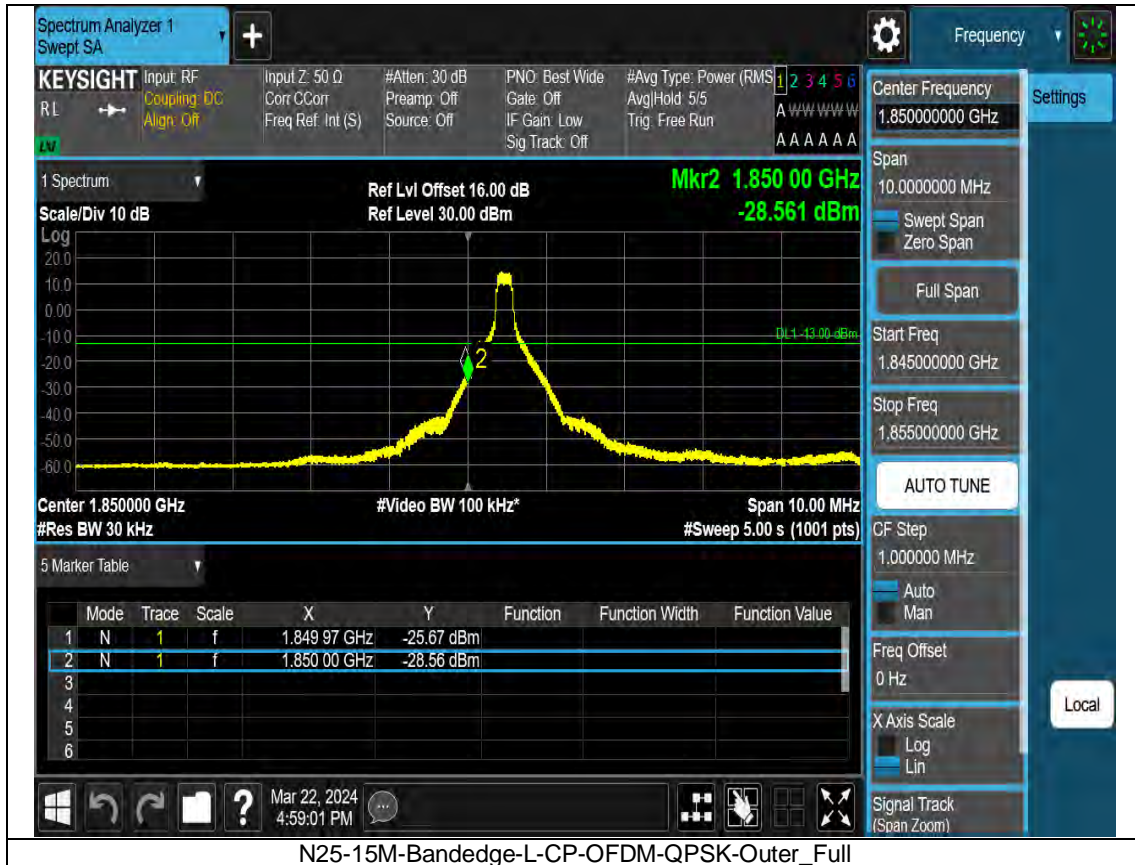 Spectrum Analyzer 1
Swept SA
Frequency
KEYSIGHT
RL
Input: RF
Coupling: DC
Align: Off
Input Z: 50 Ω
Corr CCorr
Freq Ref: Int (S)
#Atten: 30 dB
Preamp: Off
Source: Off
PNO: Best Wide
Gate: Off
IF Gain: Low
Sig Track: Off
#Avg Type: Power (RMS
Avg|Hold: 5/5
Trig: Free Run
1 2 3 4 5 6
A W W W W W
A A A A A A
1 Spectrum
Scale/Div 10 dB
Ref Lvl Offset 16.00 dB
Ref Level 30.00 dBm
Mkr2 1.850 00 GHz
-28.561 dBm
Log
20.0
10.0
0.00
-10.0
-20.0
-30.0
-40.0
-50.0
-60.0
DL1 -13.00 dBm
2
Center 1.850000 GHz
#Video BW 100 kHz*
Span 10.00 MHz
#Res BW 30 kHz
#Sweep 5.00 s (1001 pts)
5 Marker Table
Mode Trace Scale X Y Function Function Width Function Value
1 N 1 f 1.849 97 GHz -25.67 dBm
2 N 1 f 1.850 00 GHz -28.56 dBm
3
4
5
6
Mar 22, 2024
4:59:01 PM
Center Frequency
1.850000000 GHz
Settings
Span
10.0000000 MHz
Swept Span
Zero Span
Full Span
Start Freq
1.845000000 GHz
Stop Freq
1.855000000 GHz
AUTO TUNE
CF Step
1.000000 MHz
Auto
Man
Freq Offset
0 Hz
X Axis Scale
Log
Lin
Local
Signal Track
(Span Zoom)
N25-15M-Bandedge-L-CP-OFDM-QPSK-Outer_Full